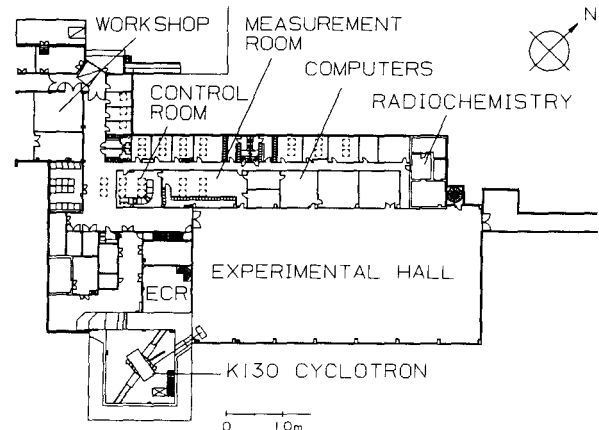 WORKSHOP
MEASUREMENT
ROOM
N
COMPUTERS
CONTROL
ROOM
RADIOCHEMISTRY
EXPERIMENTAL HALL
ECR
K130 CYCLOTRON
0 10m